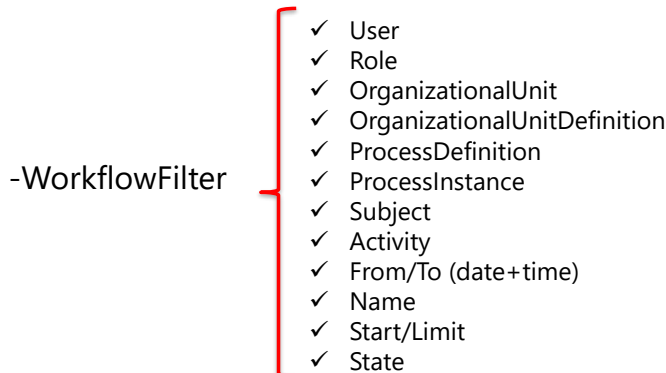 -WorkflowFilter
✓ User
✓ Role
✓ OrganizationalUnit
✓ OrganizationalUnitDefinition
✓ ProcessDefinition
✓ ProcessInstance
✓ Subject
✓ Activity
✓ From/To (date+time)
✓ Name
✓ Start/Limit
✓ State